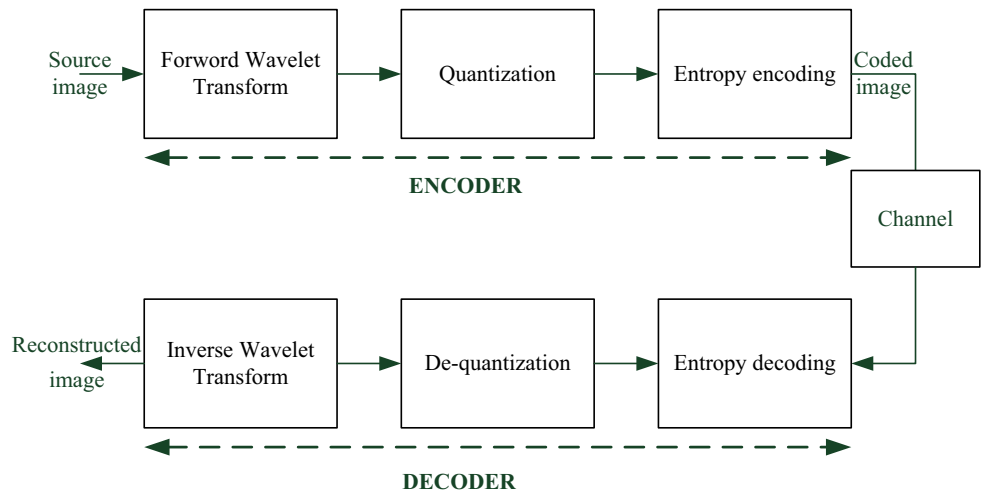 Source
image
Forword Wavelet
Transform
Quantization
Entropy encoding
Coded
image
ENCODER
Channel
Reconstructed
image
Inverse Wavelet
Transform
De-quantization
Entropy decoding
DECODER